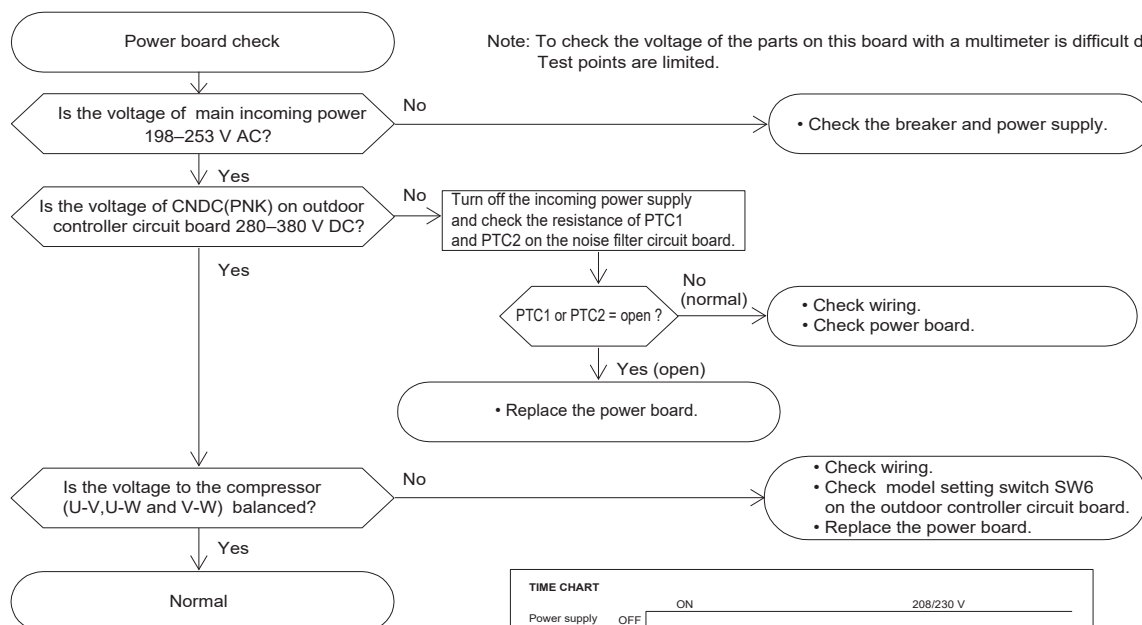 Power board check
Note: To check the voltage of the parts on this board with a multimeter is difficult
Test points are limited.
Is the voltage of main incoming power
198–253 V AC?
No
• Check the breaker and power supply.
Yes
Is the voltage of CNDC(PNK) on outdoor
controller circuit board 280–380 V DC?
No
Turn off the incoming power supply
and check the resistance of PTC1
and PTC2 on the noise filter circuit board.
Yes
PTC1 or PTC2 = open ?
No
(normal)
• Check wiring.
• Check power board.
Yes (open)
• Replace the power board.
Is the voltage to the compressor
(U-V,U-W and V-W) balanced?
No
• Check wiring.
• Check model setting switch SW6
on the outdoor controller circuit board.
• Replace the power board.
Yes
Normal
TIME CHART
ON
208/230 V
Power supply
OFF